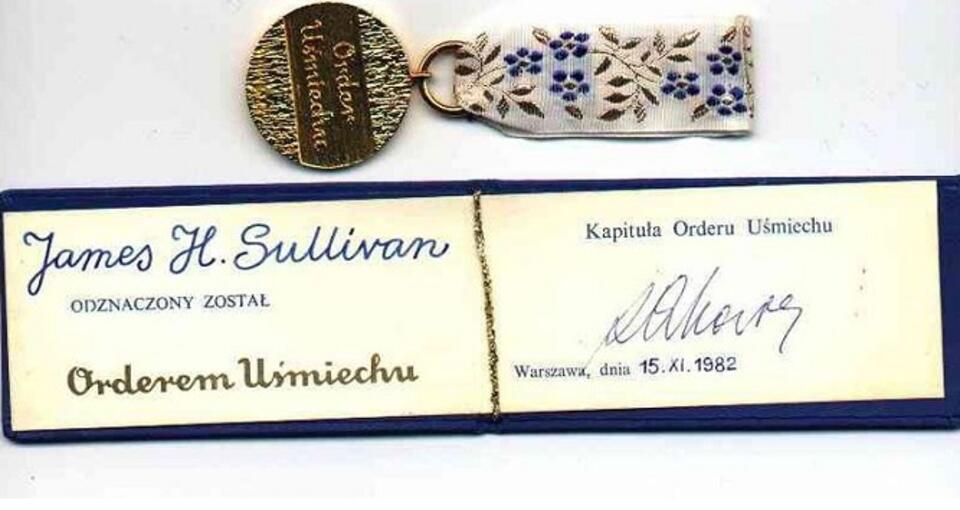 Order
Uśmiechu
James H. Sullivan
ODZNACZONY ZOSTAŁ
Orderem Uśmiechu
Kapituła Orderu Uśmiechu
Warszawa, dnia 15.XI.1982